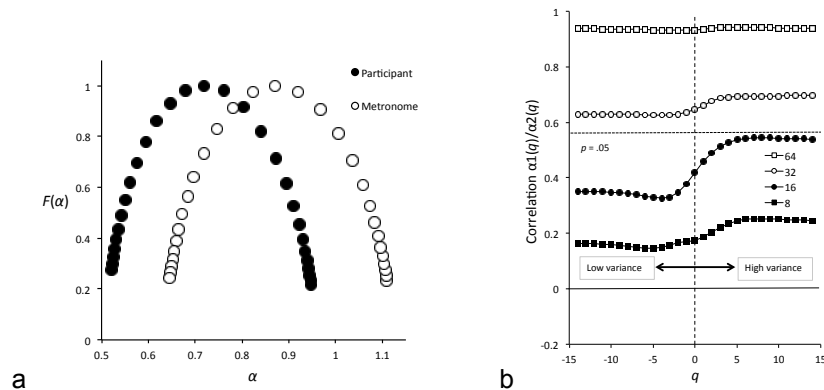 1
0.8
0.6
0.4
0.2
0
F(α)
0.5 0.6 0.7 0.8 0.9 1 1.1
α
Participant
Metronome
a
1
0.8
0.6
0.4
0.2
0
-0.2
Correlation α1(q)/α2(q)
p = .05
64
32
16
8
Low variance
High variance
-15 -10 -5 0 5 10 15
q
b